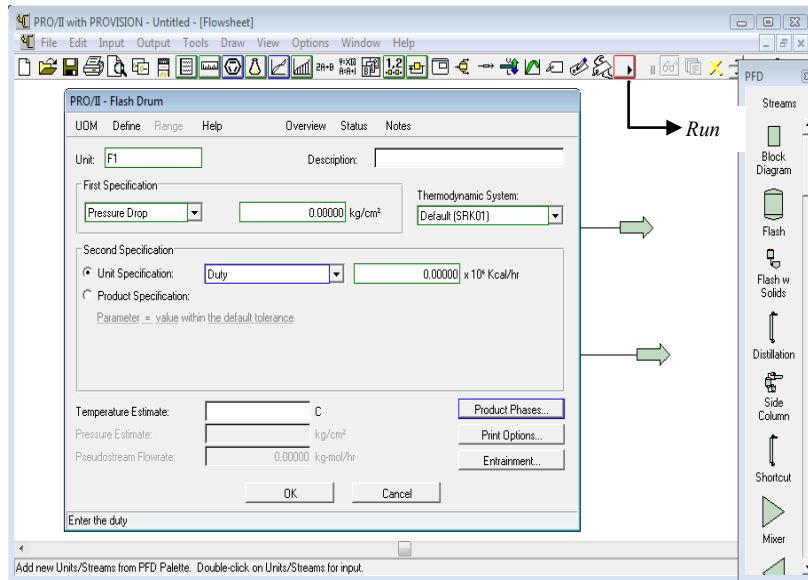 PRO/II with PROVISION - Untitled - [Flowsheet]
File Edit Input Output Tools Draw View Options Window Help
PFD
PRO/II - Flash Drum
UOM Define Range Help Overview Status Notes
Run
Streams
Unit: F1 Description:
Block
Diagram
First Specification
Pressure Drop 0.00000 kg/cm²
Thermodynamic System:
Default (SRK01)
Flash
Second Specification
Unit Specification: Duty 0.00000 x 10⁶ Kcal/hr
Product Specification:
Parameter = value within the default tolerance
Flash w
Solids
Distillation
Side
Column
Temperature Estimate: C Product Phases...
Pressure Estimate: kg/cm² Print Options...
Pseudostream Flowrate: 0.00000 kg-mol/hr Entrainment...
Shortcut
OK Cancel
Enter the duty
Mixer
Add new Units/Streams from PFD Palette. Double-click on Units/Streams for input.